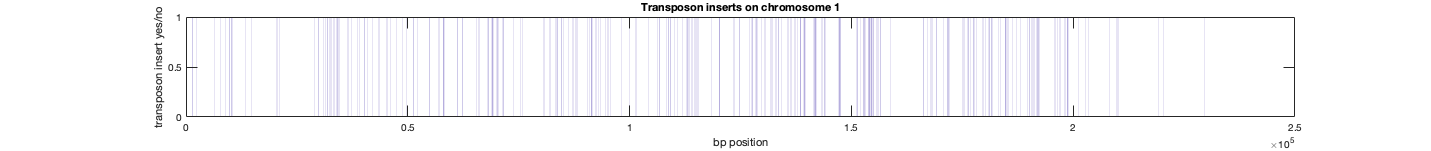 Transposon inserts on chromosome 1
transposon insert yes/no
1
0.5
0
0 0.5 1 1.5 2 2.5
bp position
×10⁵